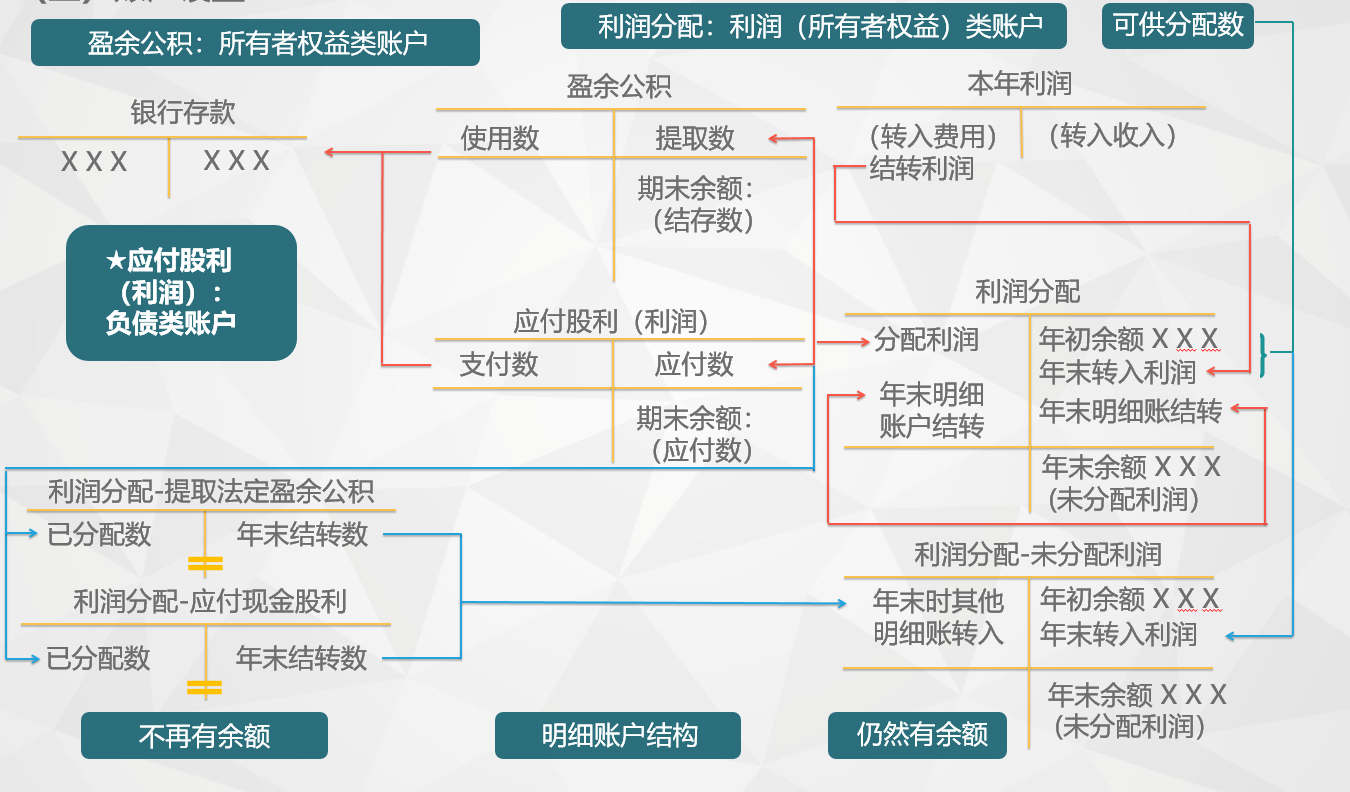 盈余公积：所有者权益类账户
利润分配：利润（所有者权益）类账户
可供分配数
银行存款
X X X
X X X
盈余公积
使用数
提取数
期末余额：
（结存数）
本年利润
（转入费用）
（转入收入）
结转利润
★应付股利
（利润）：
负债类账户
应付股利（利润）
支付数
应付数
期末余额：
（应付数）
利润分配
分配利润
年初余额 X X X
年末转入利润
年末明细
账户结转
年末明细账结转
年末余额 X X X
（未分配利润）
利润分配-提取法定盈余公积
已分配数
年末结转数
利润分配-应付现金股利
已分配数
年末结转数
利润分配-未分配利润
年末时其他
明细账转入
年初余额 X X X
年末转入利润
年末余额 X X X
（未分配利润）
不再有余额
明细账户结构
仍然有余额